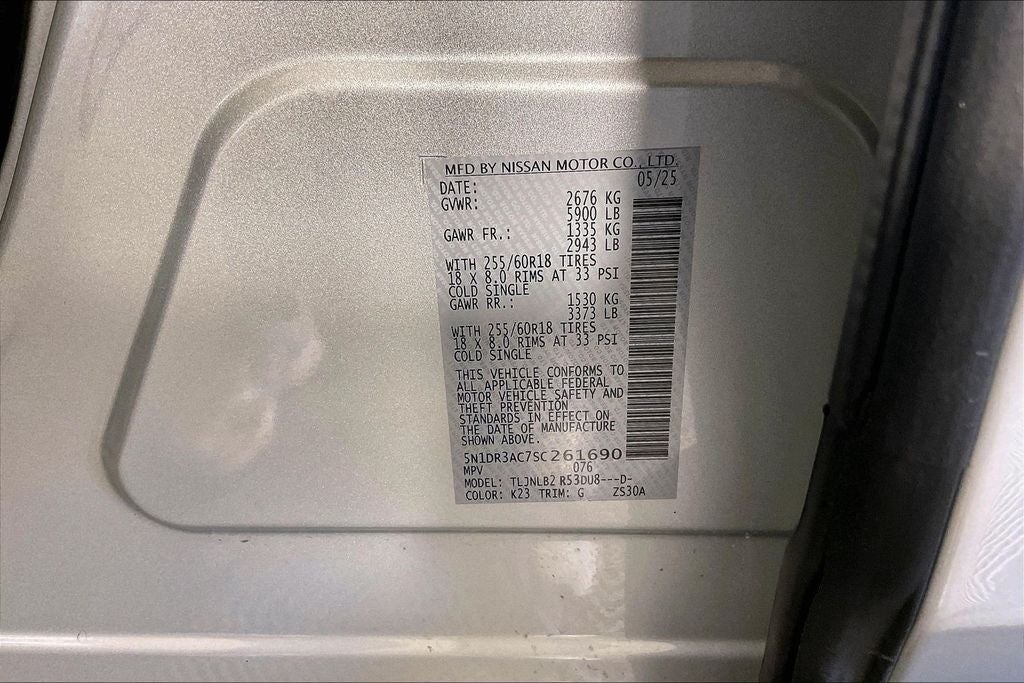 MFD BY NISSAN MOTOR CO., LTD.
DATE: 05/25
GVWR: 2676 KG
5900 LB
GAWR FR.: 1335 KG
2943 LB
WITH 255/60R18 TIRES
18 X 8.0 RIMS AT 33 PSI
COLD SINGLE
GAWR RR.: 1530 KG
3373 LB
WITH 255/60R18 TIRES
18 X 8.0 RIMS AT 33 PSI
COLD SINGLE
THIS VEHICLE CONFORMS TO
ALL APPLICABLE FEDERAL
MOTOR VEHICLE SAFETY AND
THEFT PREVENTION
STANDARDS IN EFFECT ON
THE DATE OF MANUFACTURE
SHOWN ABOVE.
5N1DR3AC7SC261690
MPV 076
MODEL: TLJNLB2 R53DU8---D-
COLOR: K23 TRIM: G ZS30A